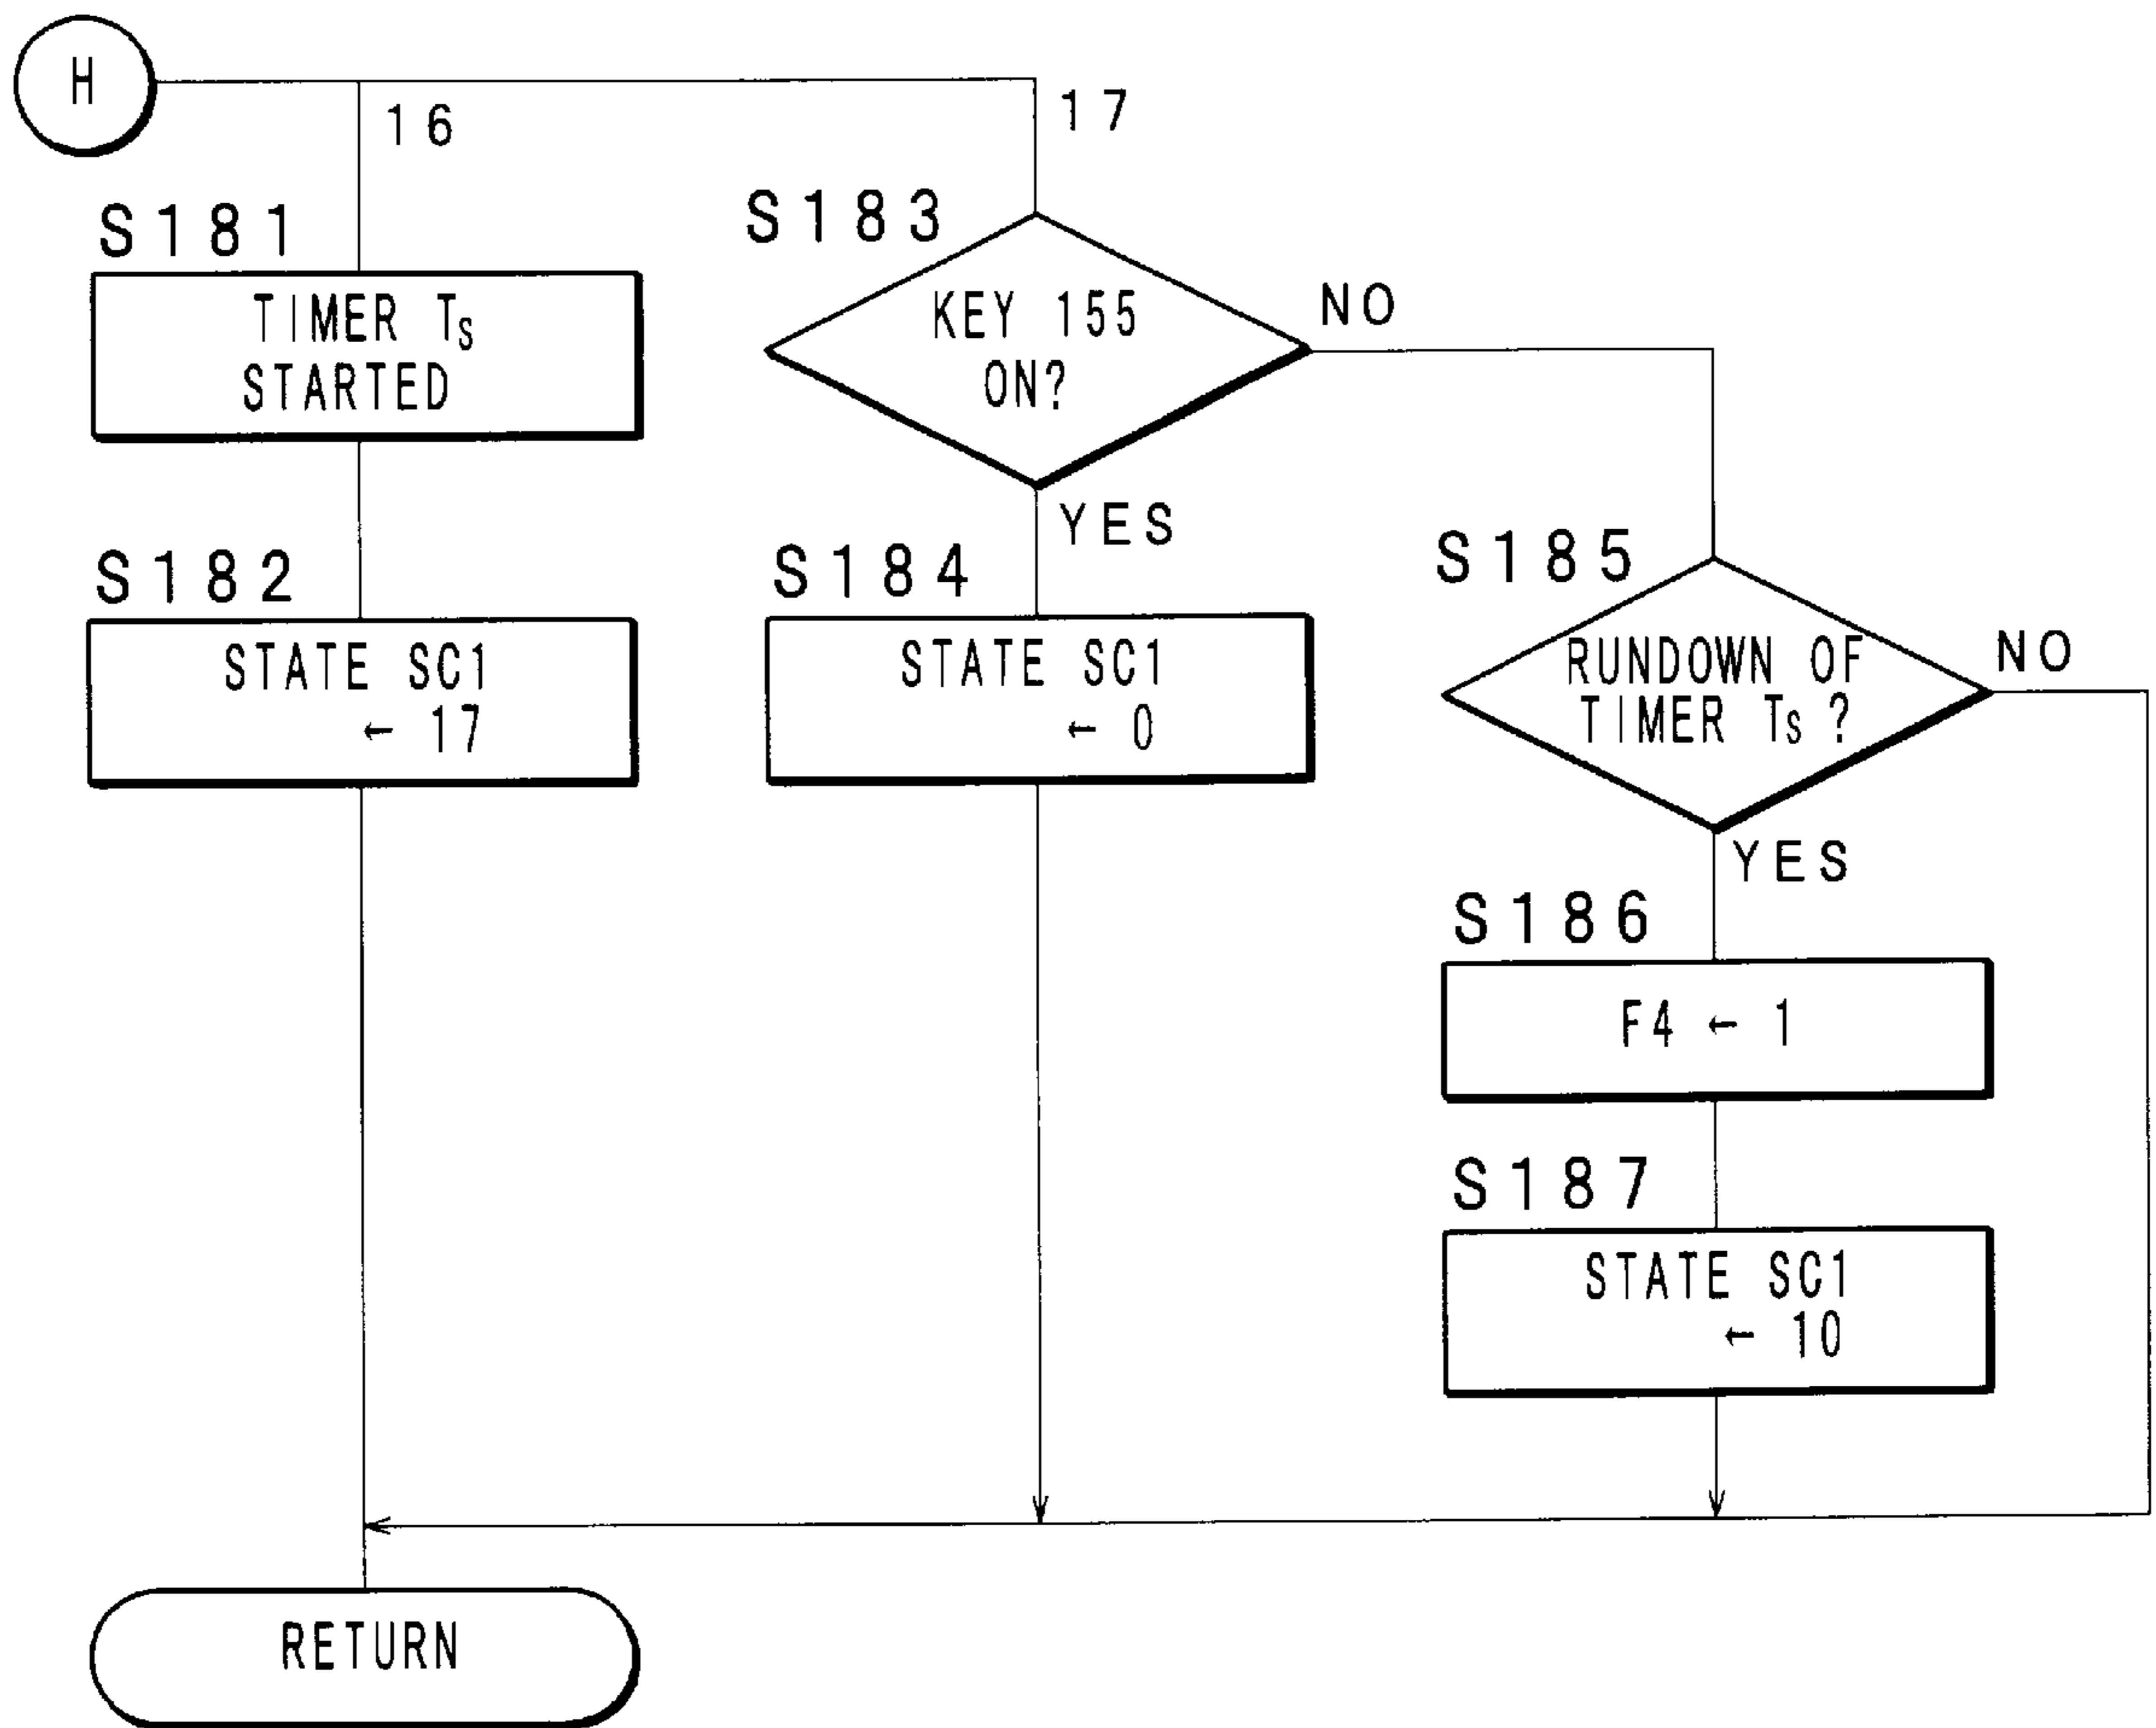 H
16
17
S181
TIMER Ts
STARTED
S182
STATE SC1
← 17
S183
KEY 155
ON?
NO
YES
S184
STATE SC1
← 0
S185
RUNDOWN OF
TIMER Ts ?
NO
YES
S186
F4 ← 1
S187
STATE SC1
← 10
RETURN